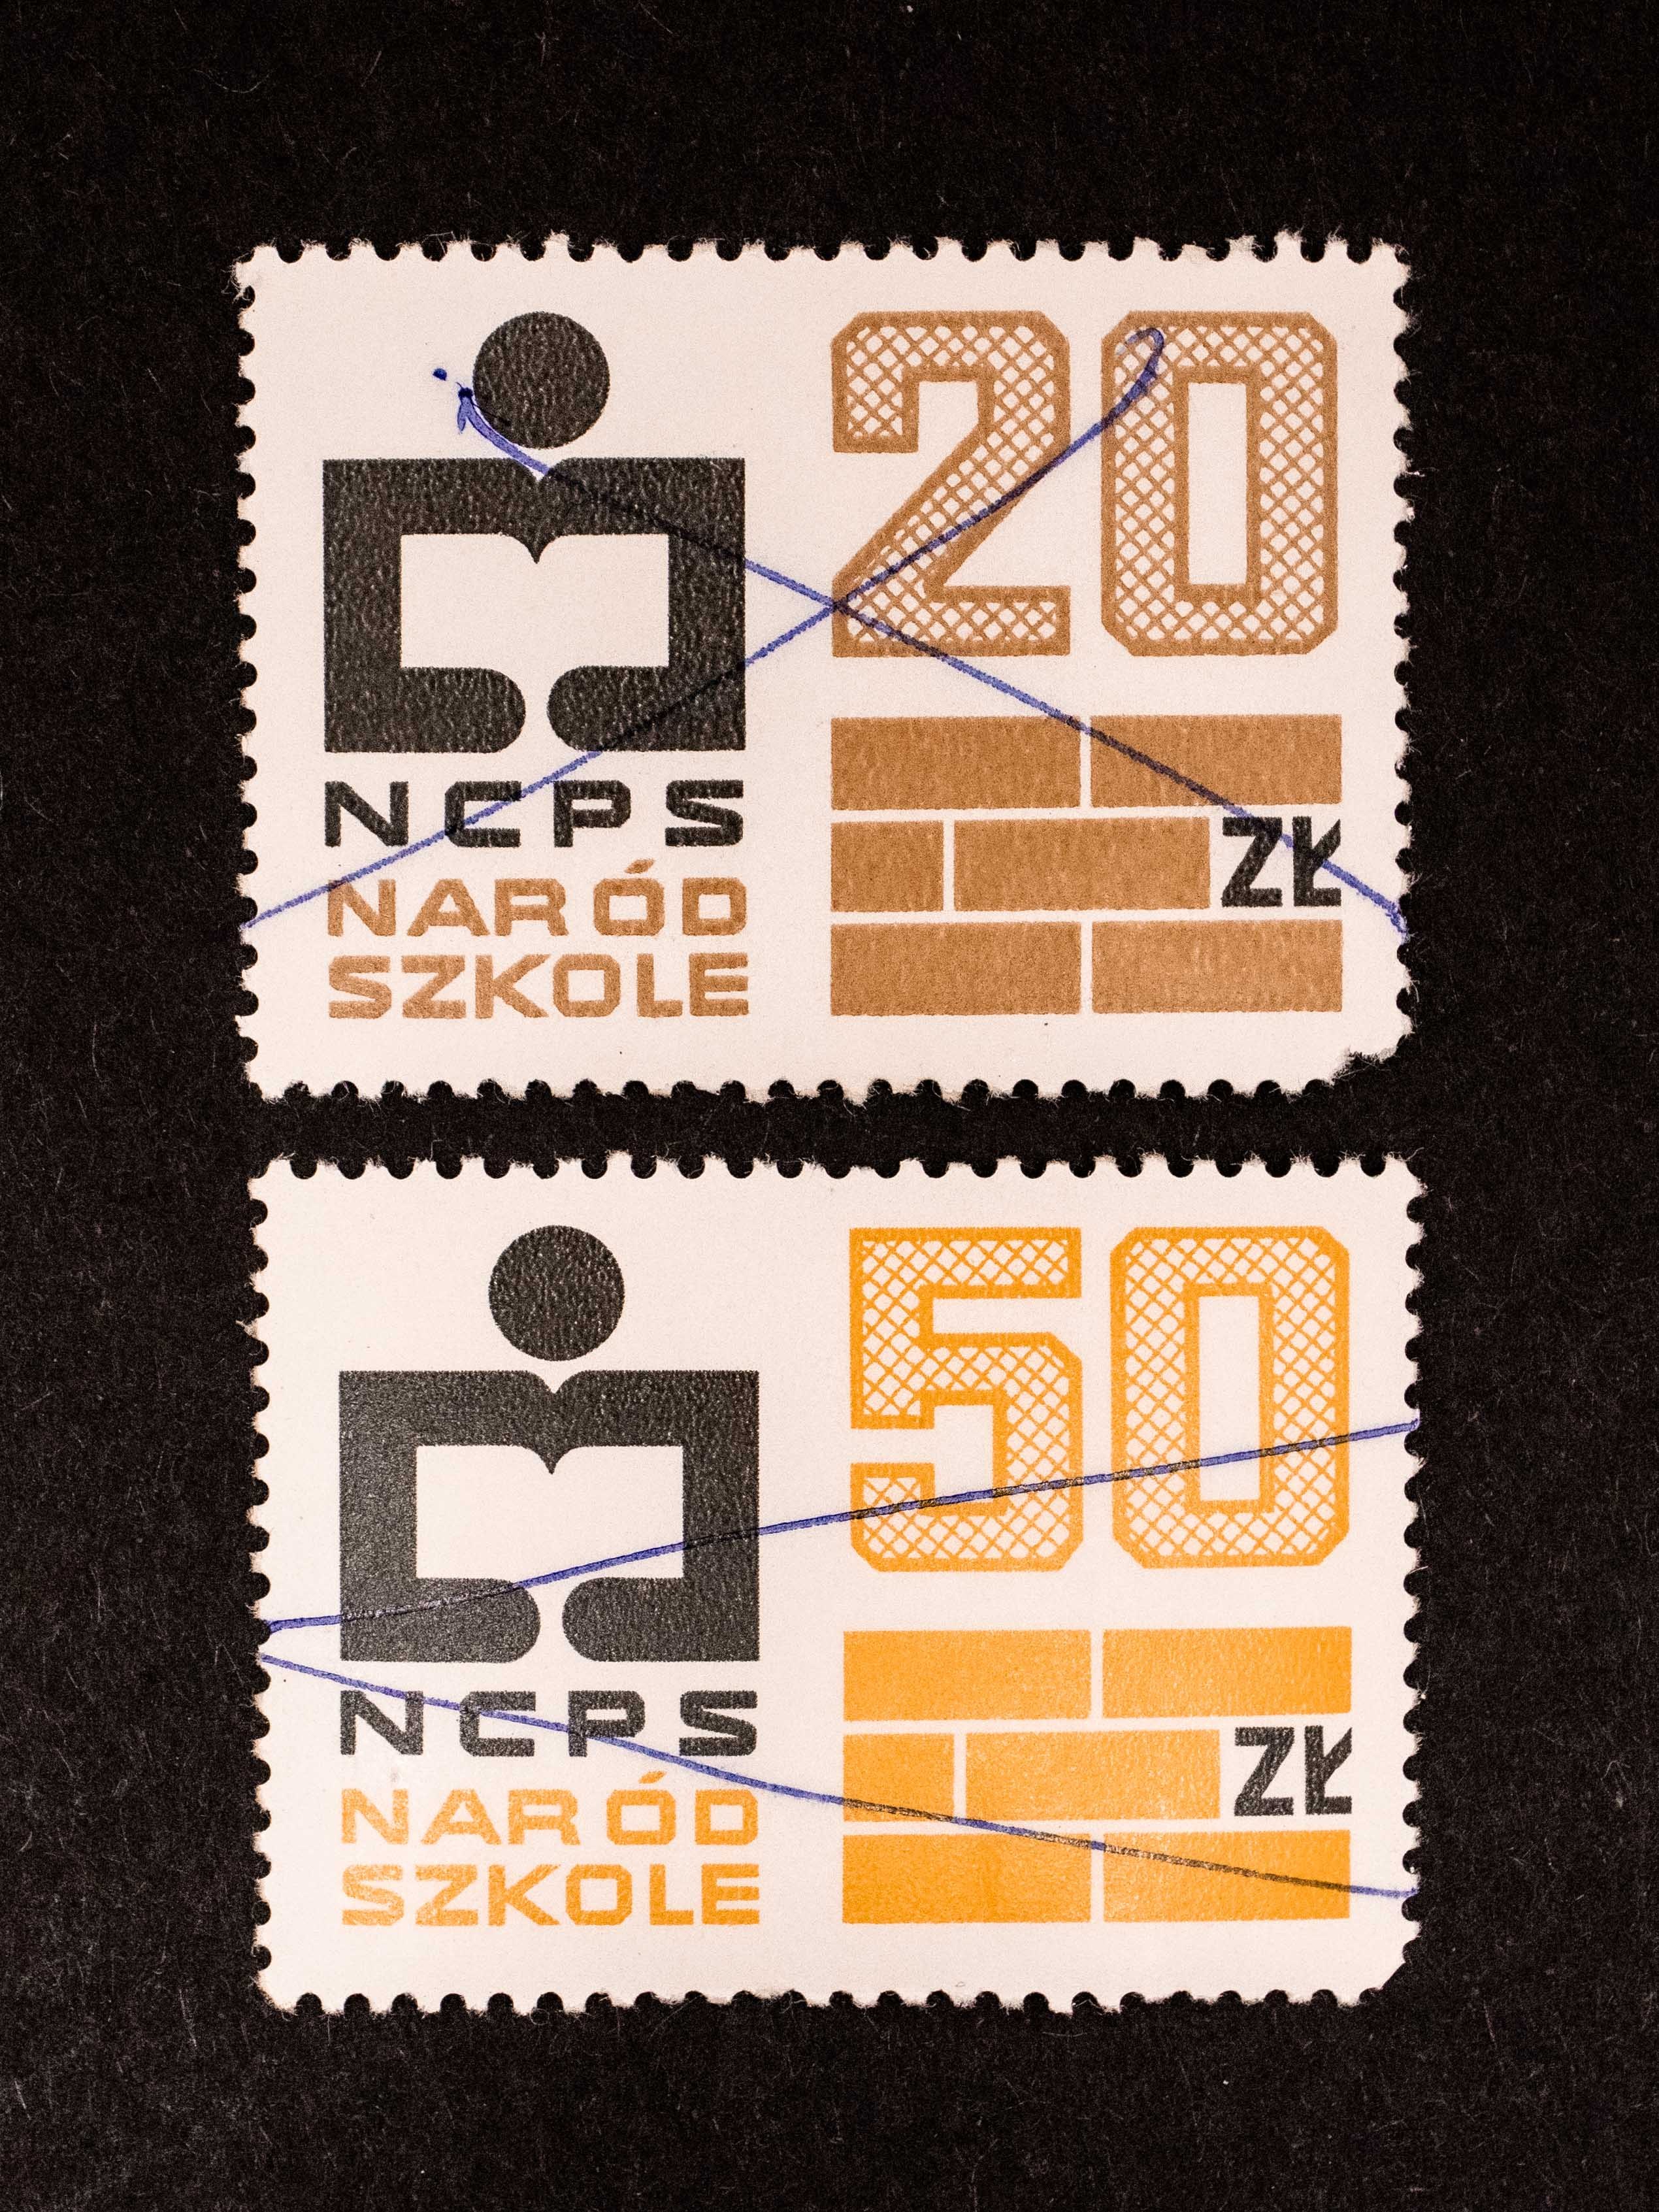 20
NCPS
ZŁ
NARÓD
SZKOLE
50
NCPS
ZŁ
NARÓD
SZKOLE